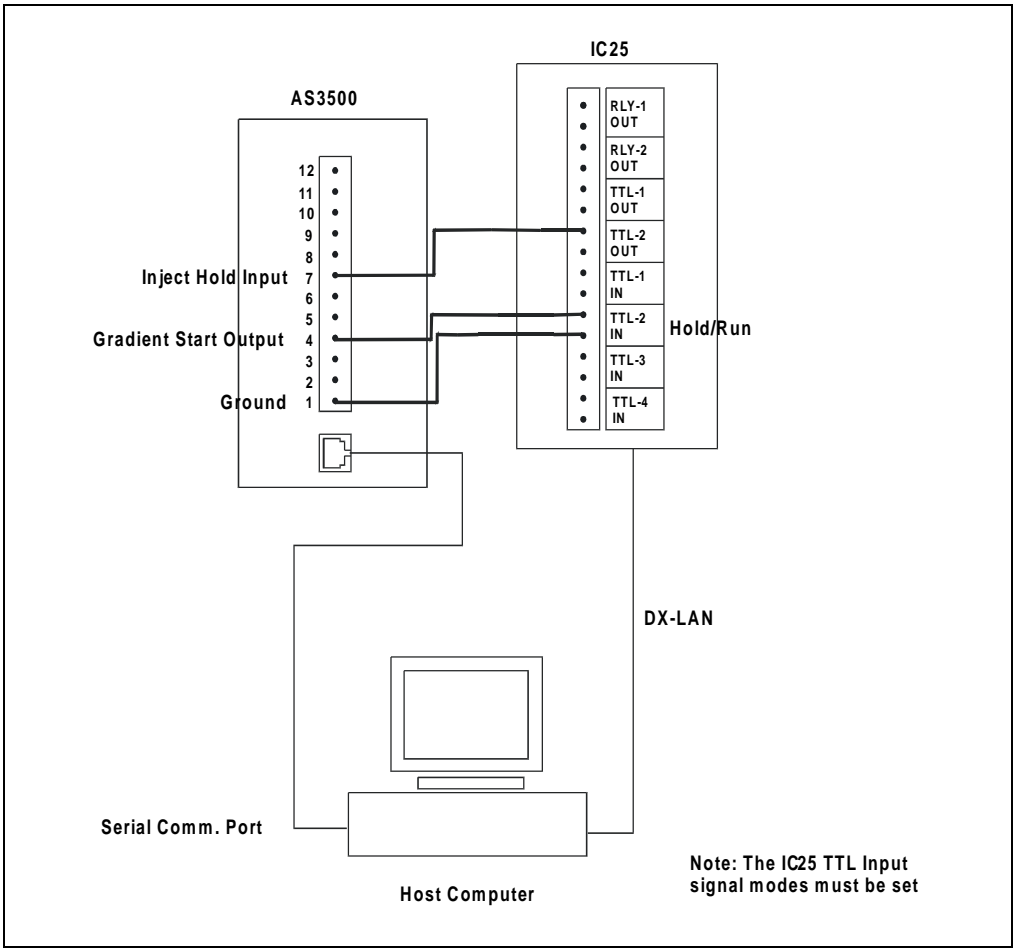 IC25
AS3500
RLY-1
OUT
RLY-2
OUT
TTL-1
OUT
TTL-2
OUT
TTL-1
IN
TTL-2
IN
Hold/Run
TTL-3
IN
TTL-4
IN
12
11
10
9
8
Inject Hold Input 7
6
5
Gradient Start Output 4
3
2
Ground 1
DX-LAN
Serial Comm. Port
Host Computer
Note: The IC25 TTL Input
signal modes must be set